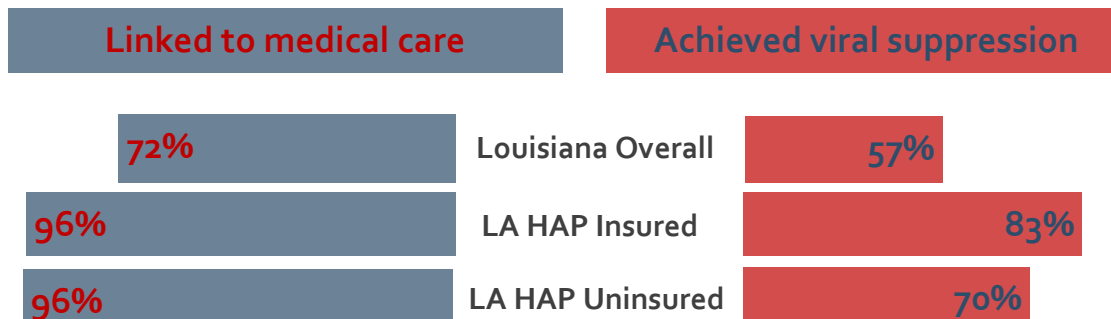 Linked to medical care Achieved viral suppression
72% Louisiana Overall 57%
96% LA HAP Insured 83%
96% LA HAP Uninsured 70%